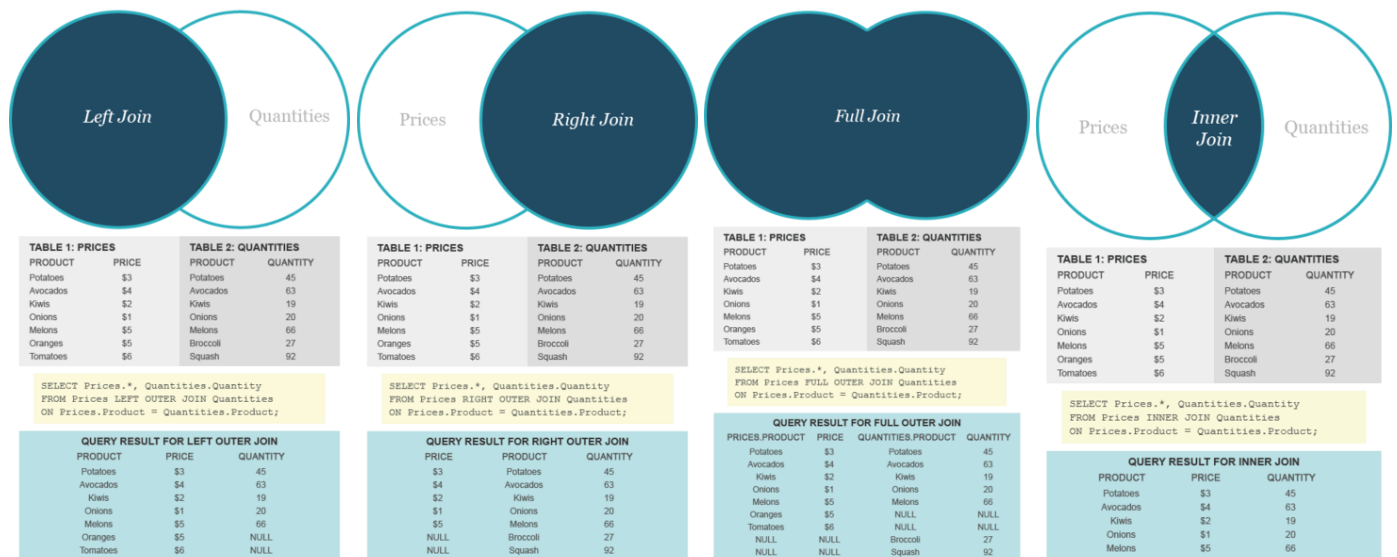 Left Join
Quantities
TABLE 1: PRICES TABLE 2: QUANTITIES
PRODUCT PRICE PRODUCT QUANTITY
Potatoes $3 Potatoes 45
Avocados $4 Avocados 63
Kiwis $2 Kiwis 19
Onions $1 Onions 20
Melons $5 Melons 66
Oranges $5 Broccoli 27
Tomatoes $6 Squash 92
SELECT Prices.*, Quantities.Quantity
FROM Prices LEFT OUTER JOIN Quantities
ON Prices.Product = Quantities.Product;
QUERY RESULT FOR LEFT OUTER JOIN
PRODUCT PRICE QUANTITY
Potatoes $3 45
Avocados $4 63
Kiwis $2 19
Onions $1 20
Melons $5 66
Oranges $5 NULL
Tomatoes $6 NULL
Prices
Right Join
TABLE 1: PRICES TABLE 2: QUANTITIES
PRODUCT PRICE PRODUCT QUANTITY
Potatoes $3 Potatoes 45
Avocados $4 Avocados 63
Kiwis $2 Kiwis 19
Onions $1 Onions 20
Melons $5 Melons 66
Oranges $5 Broccoli 27
Tomatoes $6 Squash 92
SELECT Prices.*, Quantities.Quantity
FROM Prices RIGHT OUTER JOIN Quantities
ON Prices.Product = Quantities.Product;
QUERY RESULT FOR RIGHT OUTER JOIN
PRICE PRODUCT QUANTITY
$3 Potatoes 45
$4 Avocados 63
$2 Kiwis 19
$1 Onions 20
$5 Melons 66
NULL Broccoli 27
NULL Squash 92
Full Join
TABLE 1: PRICES TABLE 2: QUANTITIES
PRODUCT PRICE PRODUCT QUANTITY
Potatoes $3 Potatoes 45
Avocados $4 Avocados 63
Kiwis $2 Kiwis 19
Onions $1 Onions 20
Melons $5 Melons 66
Oranges $5 Broccoli 27
Tomatoes $6 Squash 92
SELECT Prices.*, Quantities.Quantity
FROM Prices FULL OUTER JOIN Quantities
ON Prices.Product = Quantities.Product;
QUERY RESULT FOR FULL OUTER JOIN
PRICES.PRODUCT PRICE QUANTITIES.PRODUCT QUANTITY
Potatoes $3 Potatoes 45
Avocados $4 Avocados 63
Kiwis $2 Kiwis 19
Onions $1 Onions 20
Melons $5 Melons 66
Oranges $5 NULL NULL
Tomatoes $6 NULL NULL
NULL NULL Broccoli 27
NULL NULL Squash 92
Prices
Inner
Join
Quantities
TABLE 1: PRICES TABLE 2: QUANTITIES
PRODUCT PRICE PRODUCT QUANTITY
Potatoes $3 Potatoes 45
Avocados $4 Avocados 63
Kiwis $2 Kiwis 19
Onions $1 Onions 20
Melons $5 Melons 66
Oranges $5 Broccoli 27
Tomatoes $6 Squash 92
SELECT Prices.*, Quantities.Quantity
FROM Prices INNER JOIN Quantities
ON Prices.Product = Quantities.Product;
QUERY RESULT FOR INNER JOIN
PRODUCT PRICE QUANTITY
Potatoes $3 45
Avocados $4 63
Kiwis $2 19
Onions $1 20
Melons $5 66